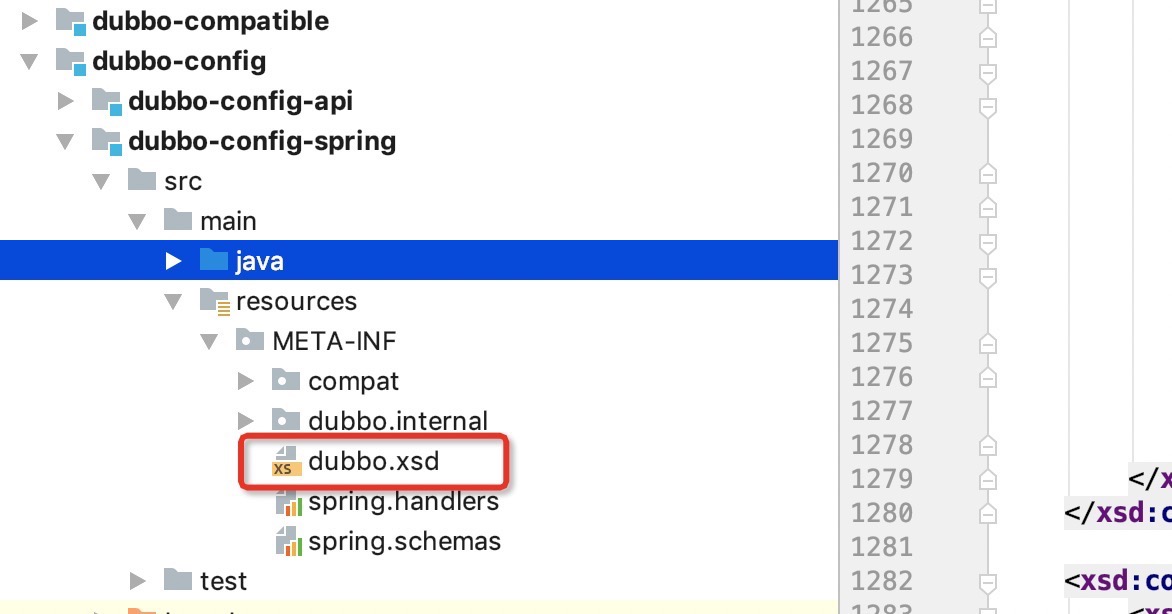 dubbo-compatible
dubbo-config
dubbo-config-api
dubbo-config-spring
src
main
java
resources
META-INF
compat
dubbo.internal
XS dubbo.xsd
spring.handlers
spring.schemas
test
1265
1266
1267
1268
1269
1270
1271
1272
1273
1274
1275
1276
1277
1278
1279 </x
1280 </xsd:c
1281
1282 <xsd:co
1283 <xs